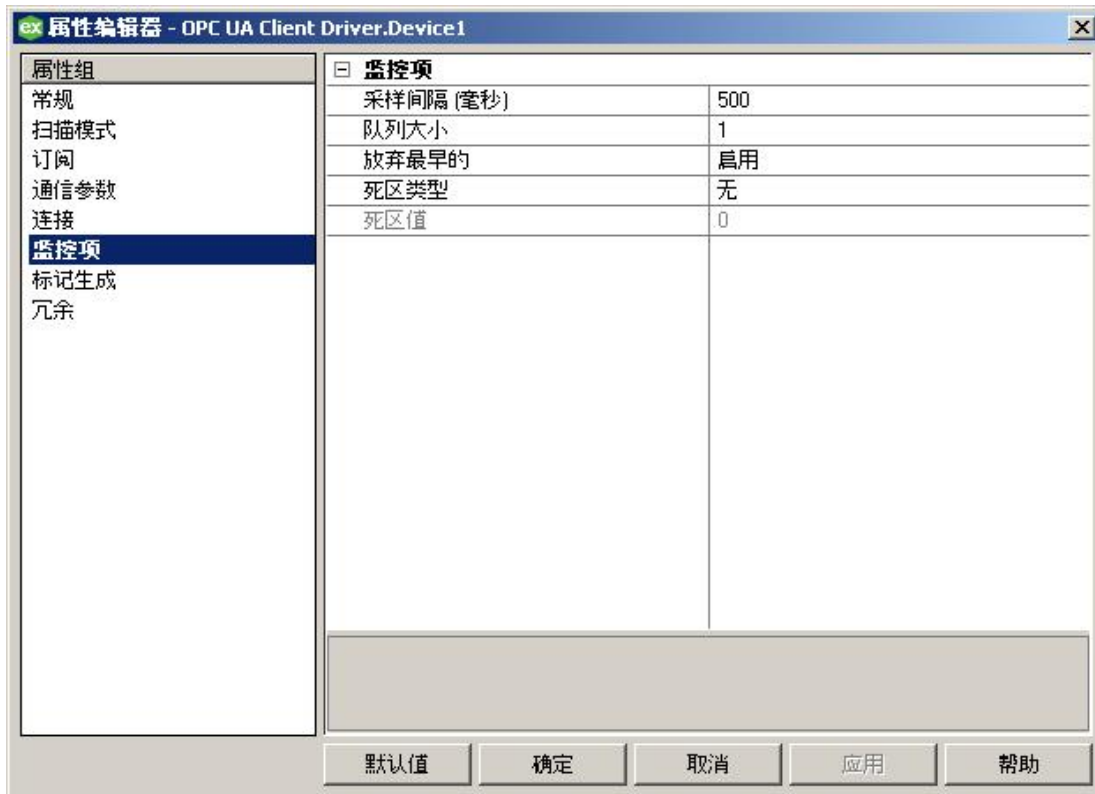 ex 属性编辑器 - OPC UA Client Driver.Device1
属性组
常规
扫描模式
订阅
通信参数
连接
监控项
标记生成
冗余
监控项
采样间隔 (毫秒) 500
队列大小 1
放弃最早的 启用
死区类型 无
死区值 0
默认值 确定 取消 应用 帮助